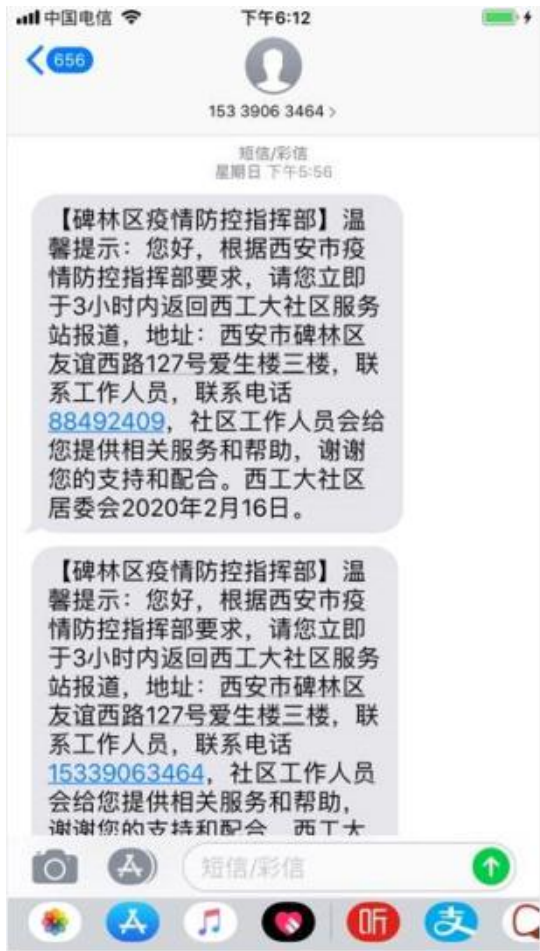 中国电信
下午6:12
656
153 3906 3464
短信/彩信
星期日 下午5:56
【碑林区疫情防控指挥部】温
馨提示：您好，根据西安市疫
情防控指挥部要求，请您立即
于3小时内返回西工大社区服务
站报道，地址：西安市碑林区
友谊西路127号爱生楼三楼，联
系工作人员，联系电话
88492409，社区工作人员会给
您提供相关服务和帮助，谢谢
您的支持和配合。西工大社区
居委会2020年2月16日。
【碑林区疫情防控指挥部】温
馨提示：您好，根据西安市疫
情防控指挥部要求，请您立即
于3小时内返回西工大社区服务
站报道，地址：西安市碑林区
友谊西路127号爱生楼三楼，联
系工作人员，联系电话
15339063464，社区工作人员
会给您提供相关服务和帮助，
谢谢您的支持和配合 西工大
短信/彩信
听
支